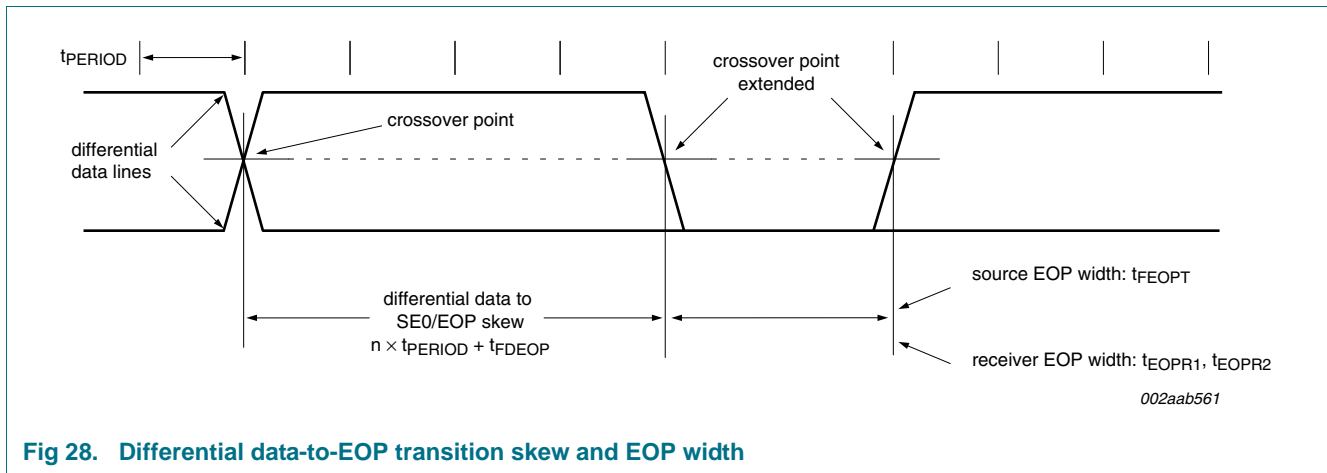 tPERIOD
crossover point
extended
crossover point
differential
data lines
differential data to
SE0/EOP skew
n × tPERIOD + tFDEOP
source EOP width: tFEOPT
receiver EOP width: tEOPR1, tEOPR2
002aab561
Fig 28. Differential data-to-EOP transition skew and EOP width